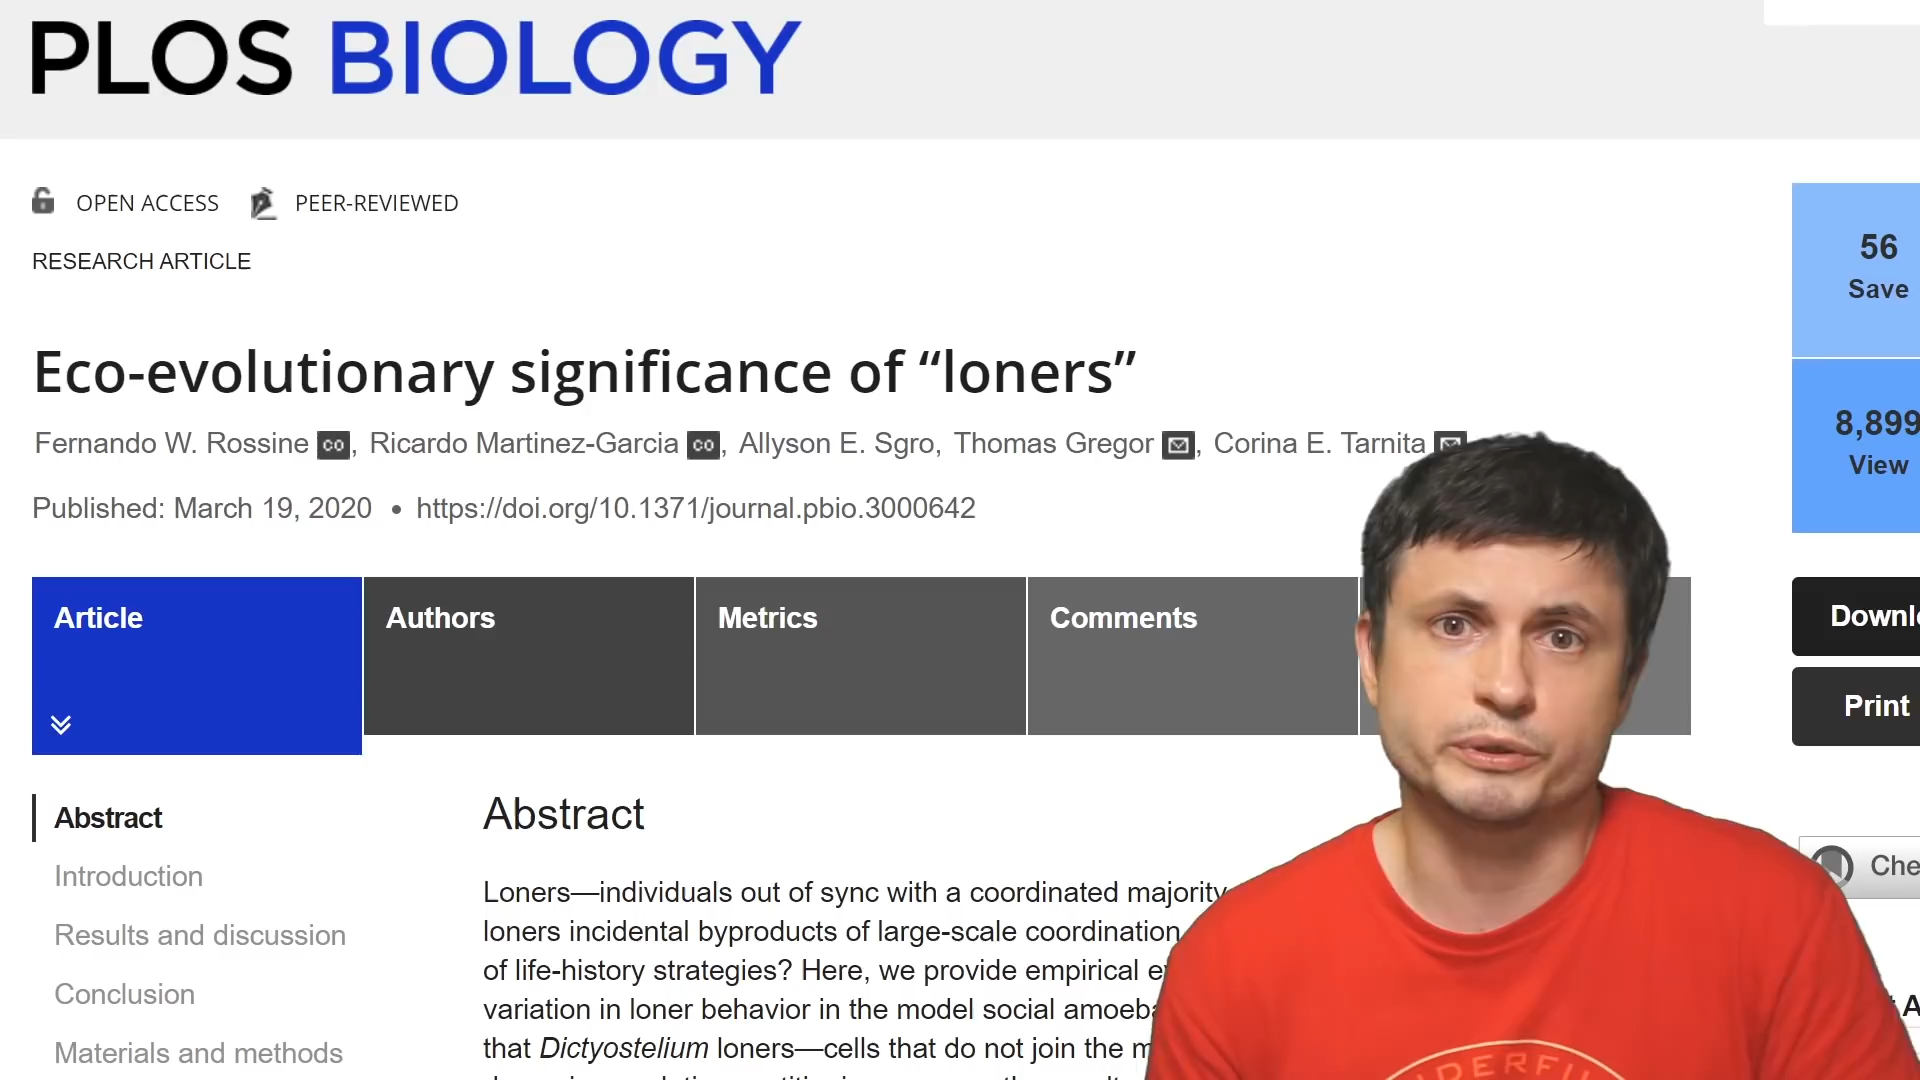 PLOS BIOLOGY
OPEN ACCESS PEER-REVIEWED
RESEARCH ARTICLE
56
Save
Eco-evolutionary significance of “loners”
8,899
View
Fernando W. Rossine , Ricardo Martinez-Garcia , Allyson E. Sgro, Thomas Gregor , Corina E. Tarnita
Published: March 19, 2020 • https://doi.org/10.1371/journal.pbio.3000642
Article Authors Metrics Comments
Downl
Print
Abstract
Introduction
Results and discussion
Conclusion
Materials and methods
Abstract
Loners—individuals out of sync with a coordinated majority
loners incidental byproducts of large-scale coordination
of life-history strategies? Here, we provide empirical
variation in loner behavior in the model social amoeba
that Dictyostelium loners—cells that do not join the
Che